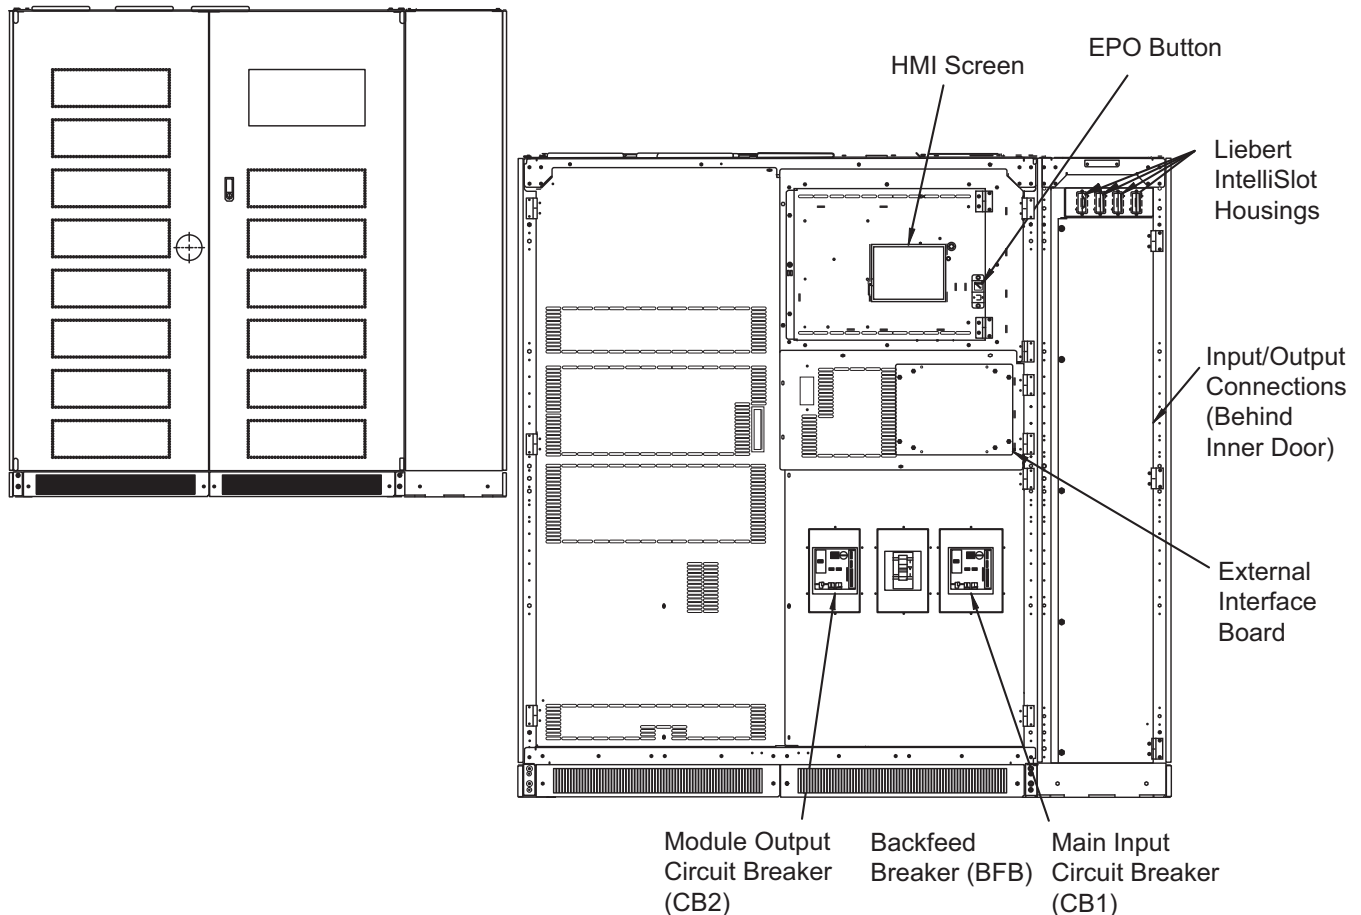 EPO Button
HMI Screen
Liebert
IntelliSlot
Housings
Input/Output
Connections
(Behind
Inner Door)
External
Interface
Board
Module Output
Circuit Breaker
(CB2)
Backfeed
Breaker (BFB)
Main Input
Circuit Breaker
(CB1)